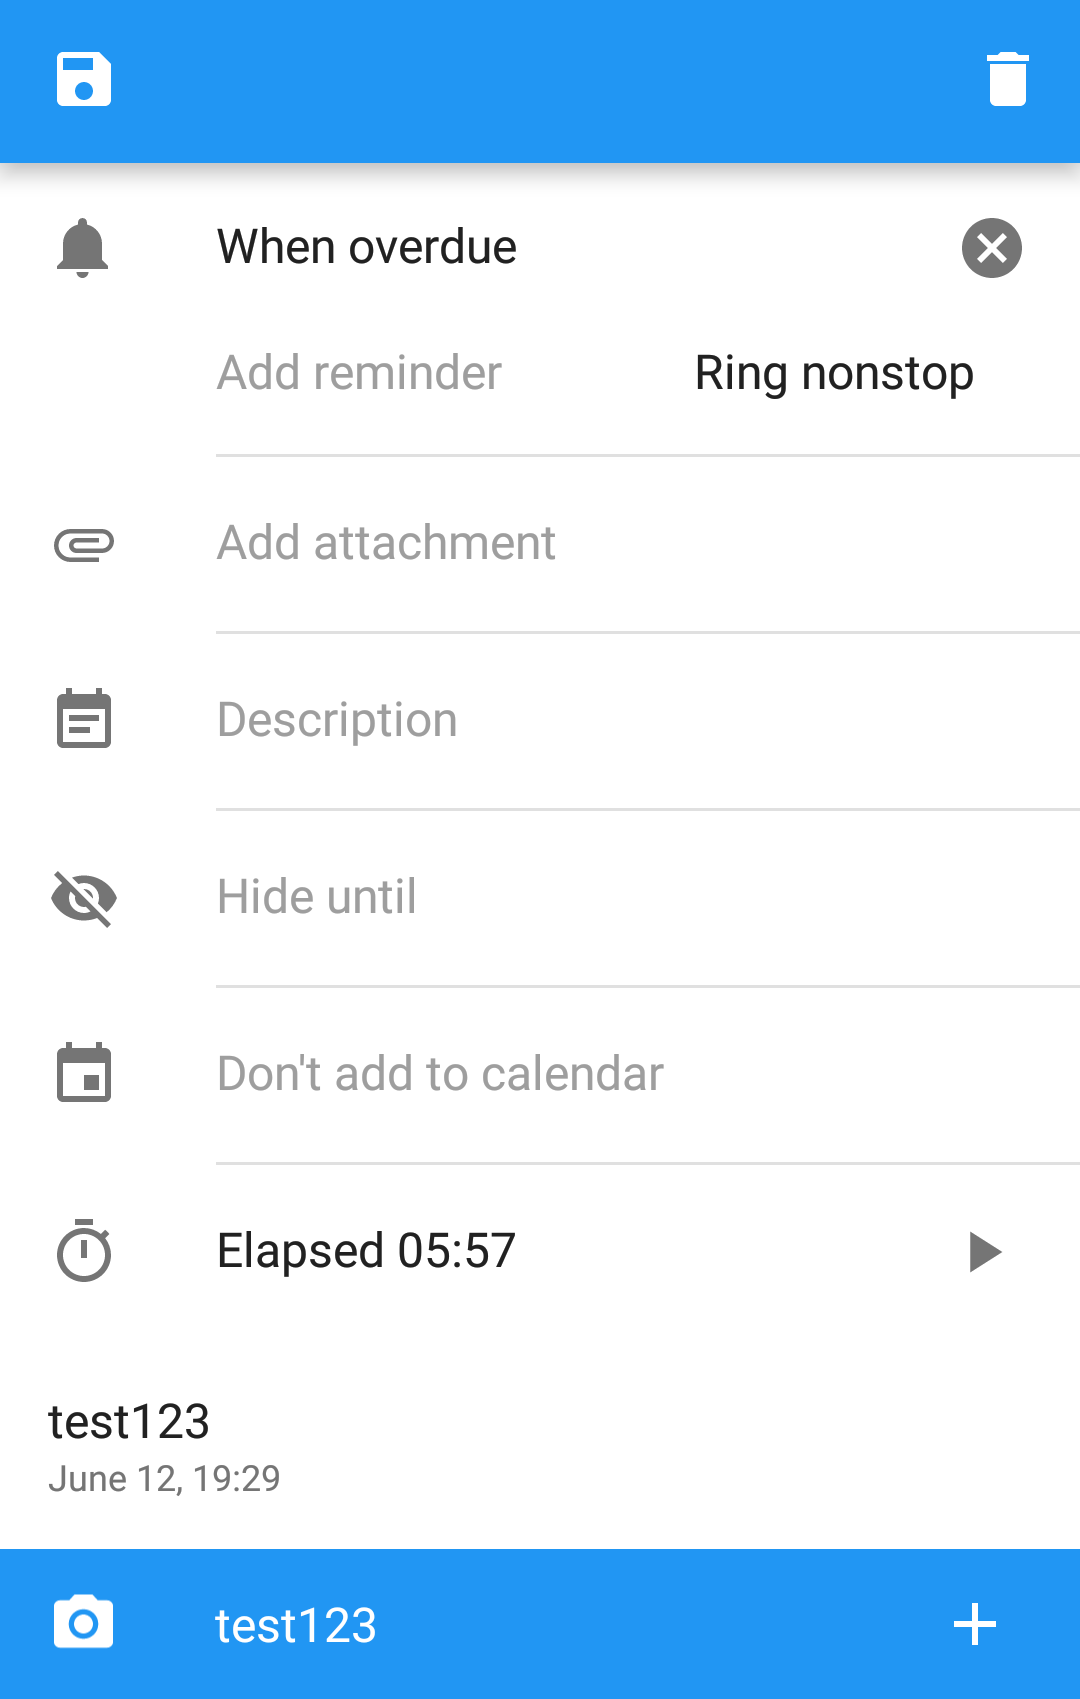 When overdue
Add reminder Ring nonstop
Add attachment
Description
Hide until
Don't add to calendar
Elapsed 05:57
test123
June 12, 19:29
test123